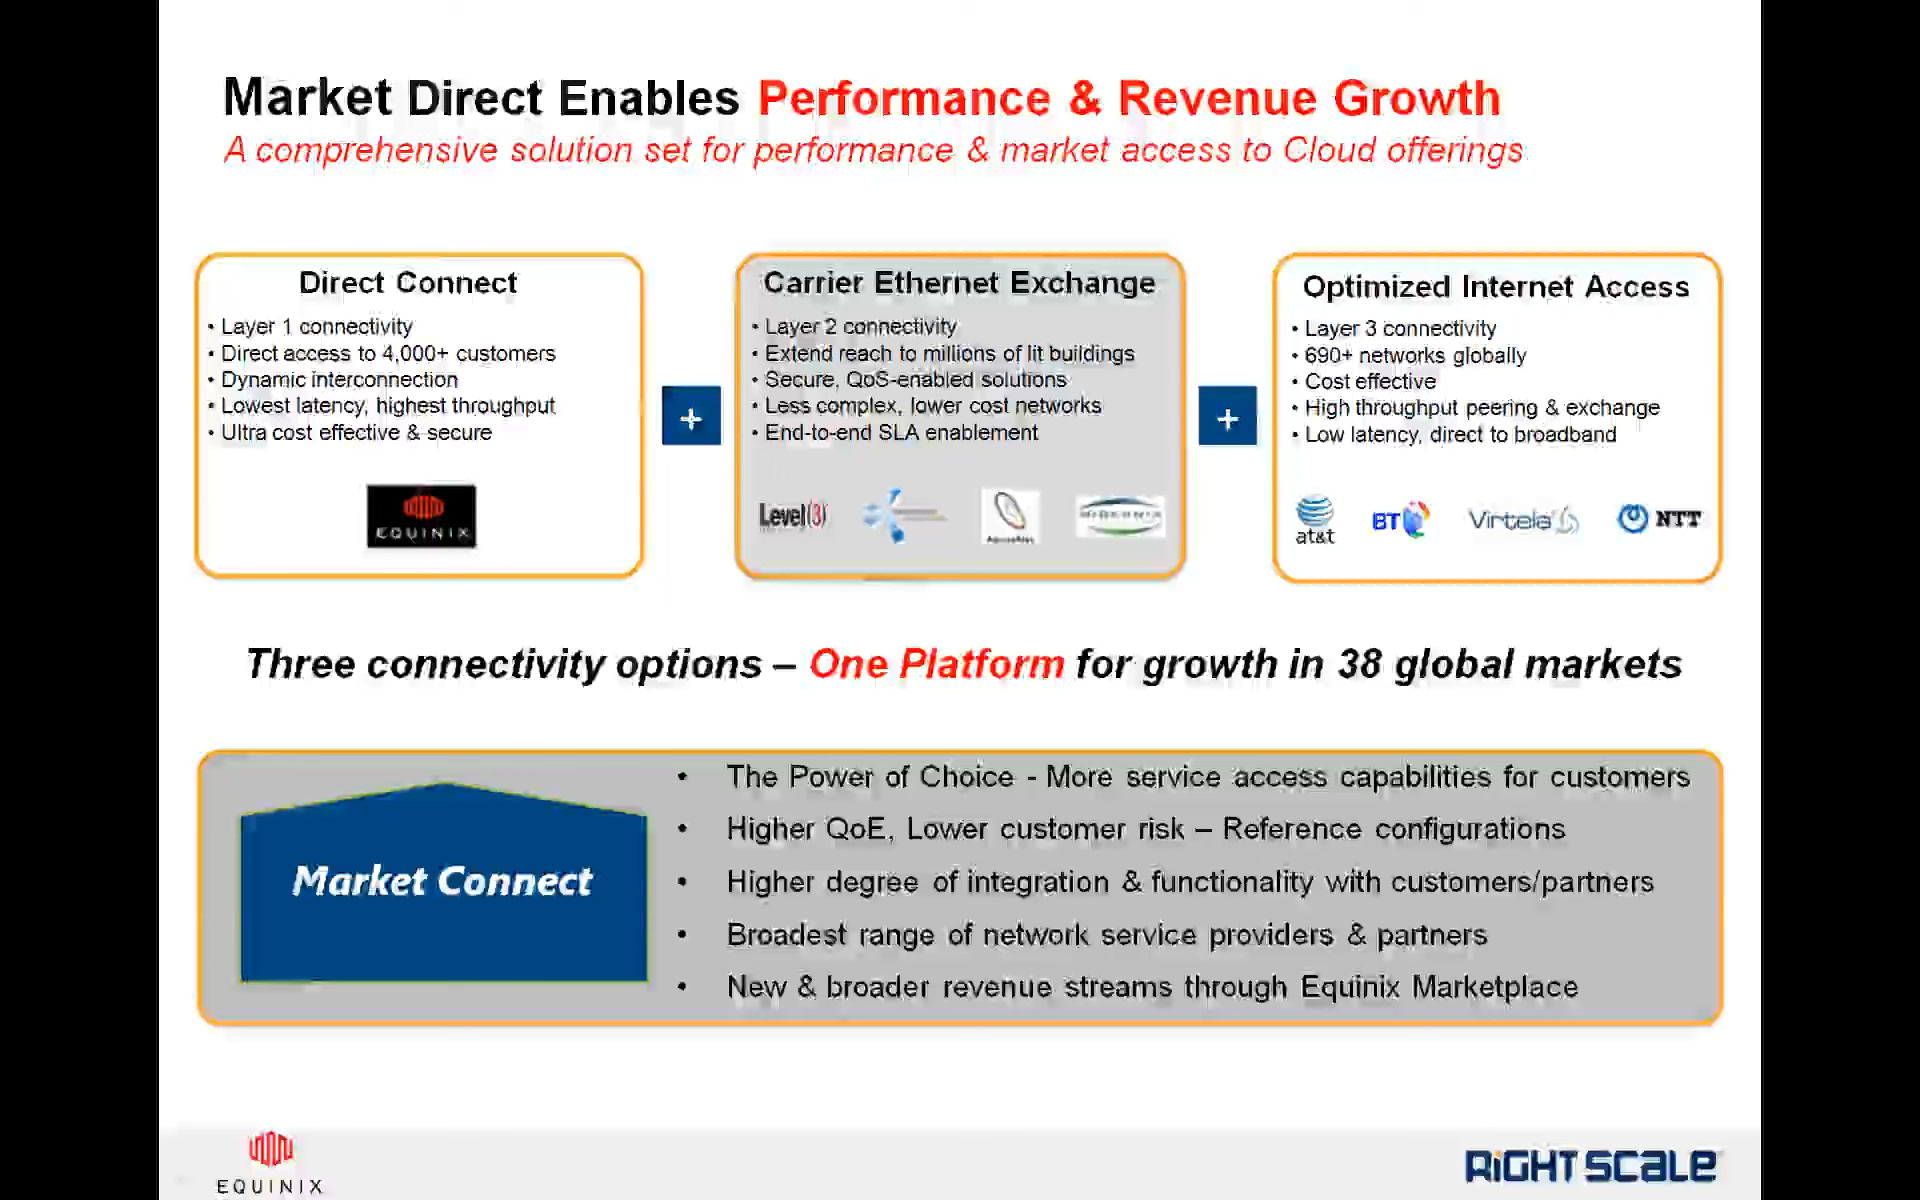 Market Direct Enables Performance & Revenue Growth
A comprehensive solution set for performance & market access to Cloud offerings
Direct Connect
• Layer 1 connectivity
• Direct access to 4,000+ customers
• Dynamic interconnection
• Lowest latency, highest throughput
• Ultra cost effective & secure
EQUINIX
+
Carrier Ethernet Exchange
• Layer 2 connectivity
• Extend reach to millions of lit buildings
• Secure, QoS-enabled solutions
• Less complex, lower cost networks
• End-to-end SLA enablement
Level(3)
+
Optimized Internet Access
• Layer 3 connectivity
• 690+ networks globally
• Cost effective
• High throughput peering & exchange
• Low latency, direct to broadband
at&t BT Virtela NTT
Three connectivity options – One Platform for growth in 38 global markets
Market Connect
• The Power of Choice - More service access capabilities for customers
• Higher QoE, Lower customer risk – Reference configurations
• Higher degree of integration & functionality with customers/partners
• Broadest range of network service providers & partners
• New & broader revenue streams through Equinix Marketplace
EQUINIX
RIGHTSCALE